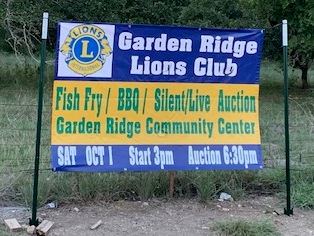 LIONS
L
INTERNATIONAL
Garden Ridge
Lions Club
Fish Fry / BBQ / Silent/Live Auction
Garden Ridge Community Center
SAT OCT 1 Start 3pm Auction 6:30pm